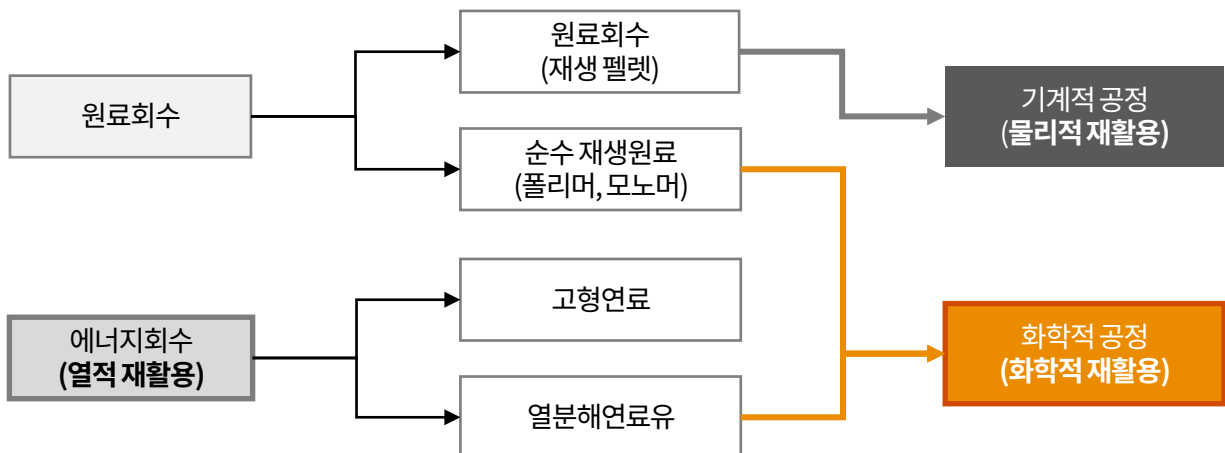 원료회수
원료회수
(재생 펠렛)
순수 재생원료
(폴리머, 모노머)
기계적 공정
(물리적 재활용)
에너지회수
(열적 재활용)
고형연료
열분해연료유
화학적 공정
(화학적 재활용)